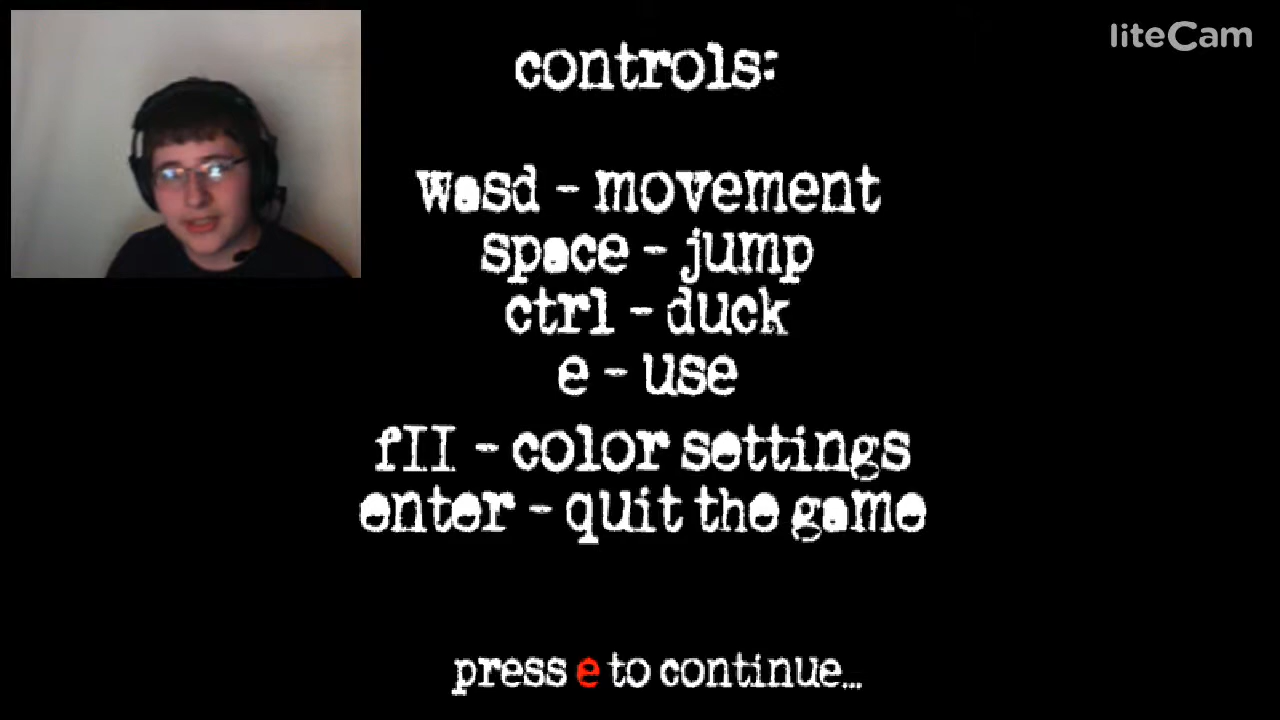 liteCam
controls:
wasd - movement
space - jump
ctrl - duck
e - use
f11 - color settings
enter - quit the game
press e to continue...